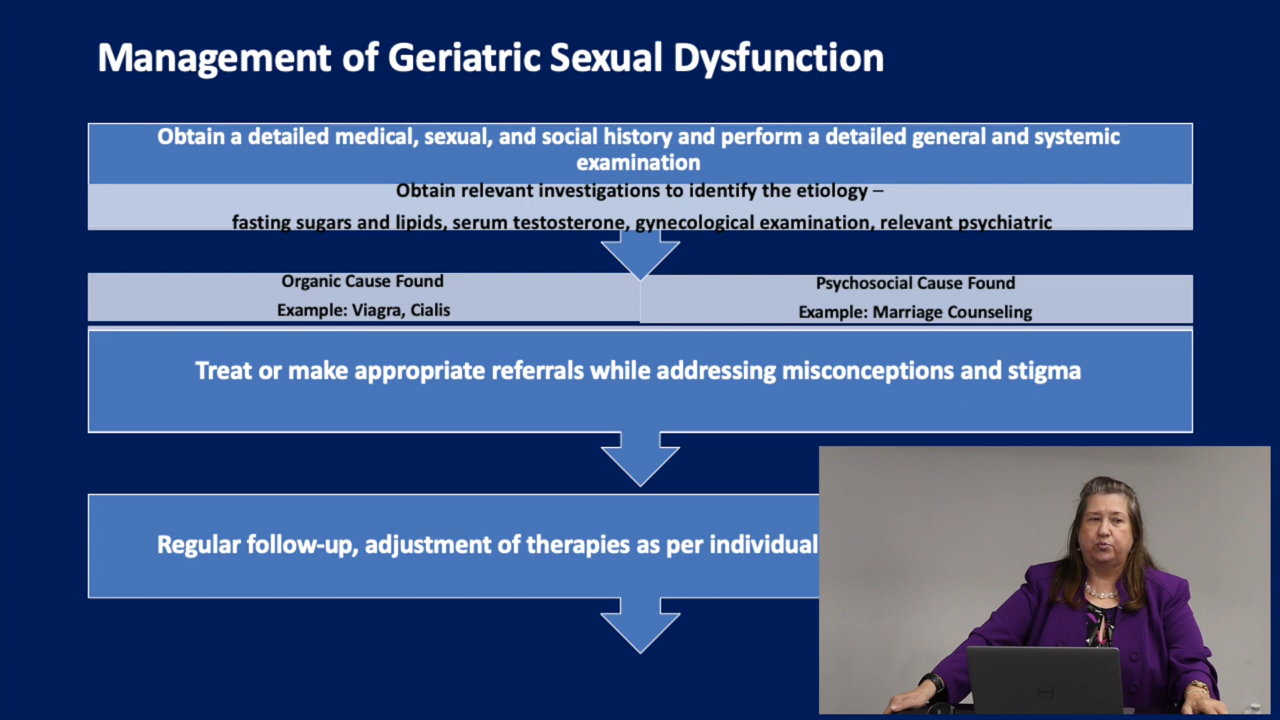 Management of Geriatric Sexual Dysfunction
Obtain a detailed medical, sexual, and social history and perform a detailed general and systemic
examination
Obtain relevant investigations to identify the etiology –
fasting sugars and lipids, serum testosterone, gynecological examination, relevant psychiatric
Organic Cause Found
Example: Viagra, Cialis
Psychosocial Cause Found
Example: Marriage Counseling
Treat or make appropriate referrals while addressing misconceptions and stigma
Regular follow-up, adjustment of therapies as per individual